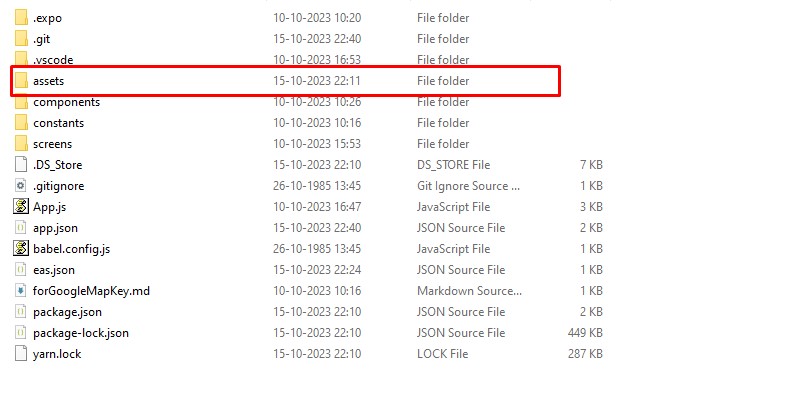 .expo 10-10-2023 10:20 File folder
.git 15-10-2023 22:40 File folder
.vscode 10-10-2023 16:53 File folder
assets 15-10-2023 22:11 File folder
components 10-10-2023 10:26 File folder
constants 10-10-2023 10:16 File folder
screens 10-10-2023 15:53 File folder
.DS_Store 15-10-2023 22:10 DS_STORE File 7 KB
.gitignore 26-10-1985 13:45 Git Ignore Source ... 1 KB
App.js 10-10-2023 16:47 JavaScript File 3 KB
app.json 15-10-2023 22:40 JSON Source File 2 KB
babel.config.js 26-10-1985 13:45 JavaScript File 1 KB
eas.json 15-10-2023 22:24 JSON Source File 1 KB
forGoogleMapKey.md 10-10-2023 10:16 Markdown Source... 1 KB
package.json 15-10-2023 22:10 JSON Source File 2 KB
package-lock.json 15-10-2023 22:10 JSON Source File 449 KB
yarn.lock 15-10-2023 22:10 LOCK File 287 KB